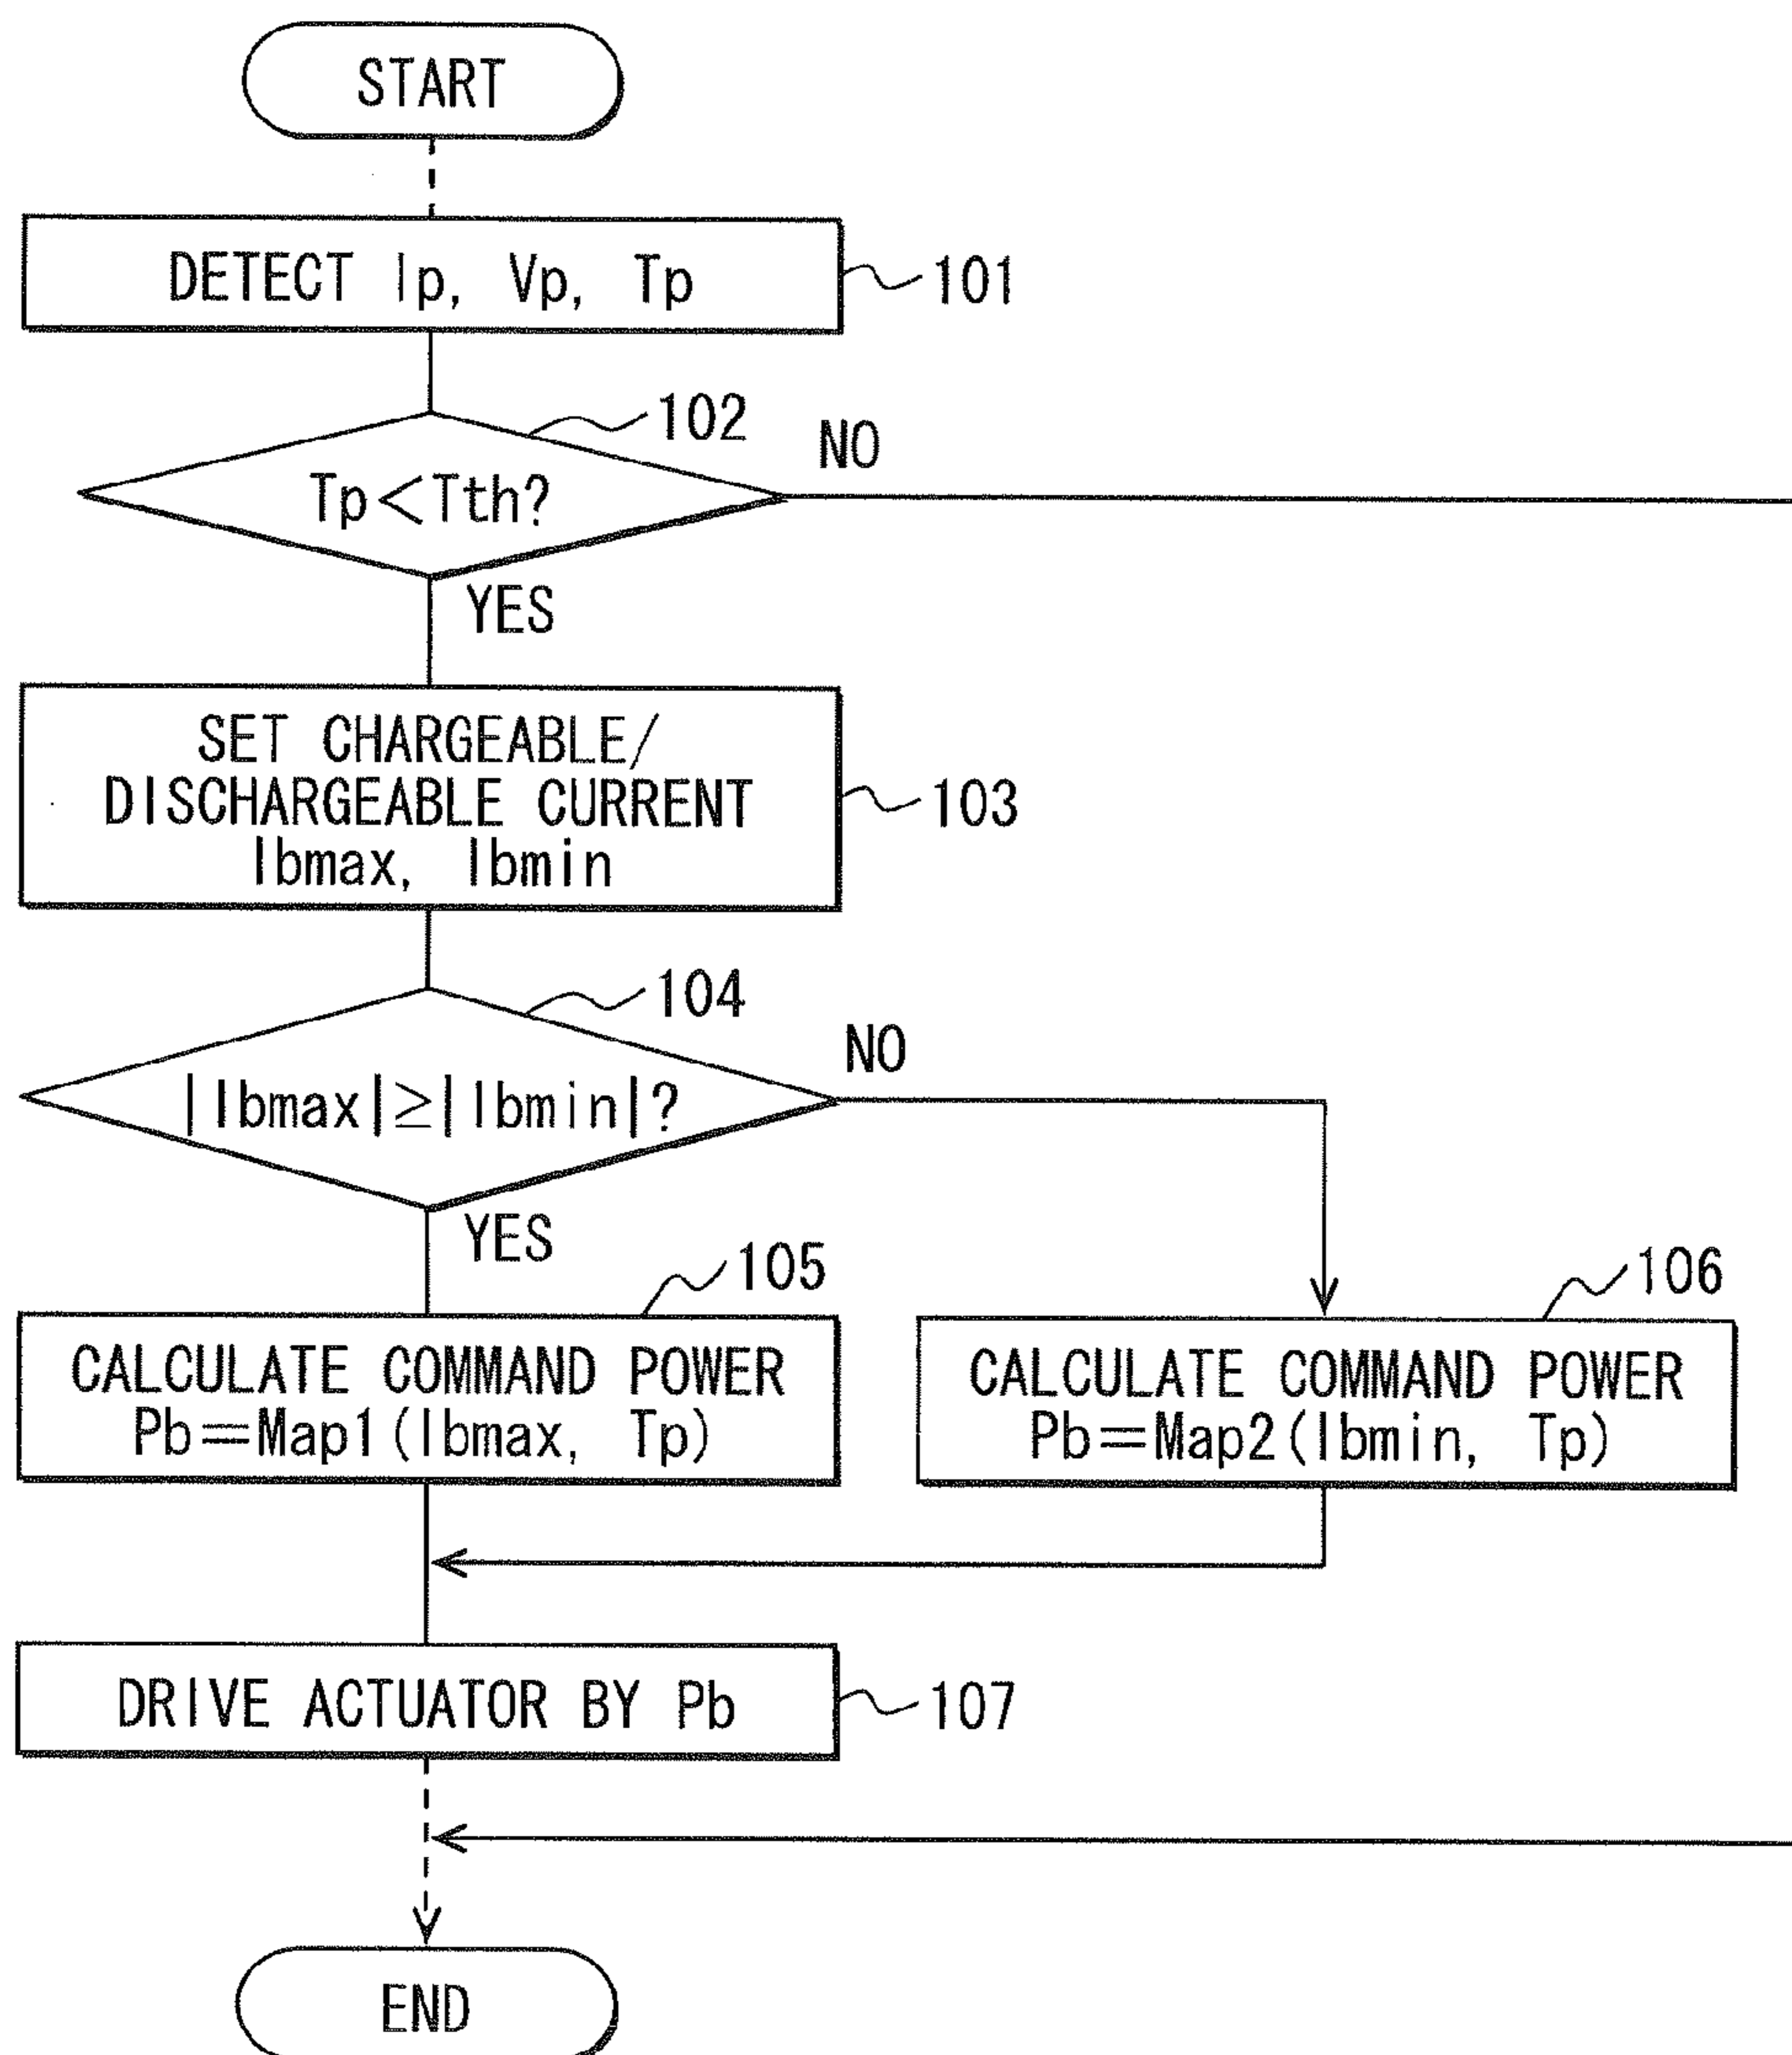 START
DETECT Ip, Vp, Tp
101
102
NO
Tp<Tth?
YES
SET CHARGEABLE/
DISCHARGEABLE CURRENT
Ibmax, Ibmin
103
104
NO
|Ibmax|≥|Ibmin|?
YES
105
CALCULATE COMMAND POWER
Pb=Map1(Ibmax, Tp)
106
CALCULATE COMMAND POWER
Pb=Map2(Ibmin, Tp)
DRIVE ACTUATOR BY Pb
107
END